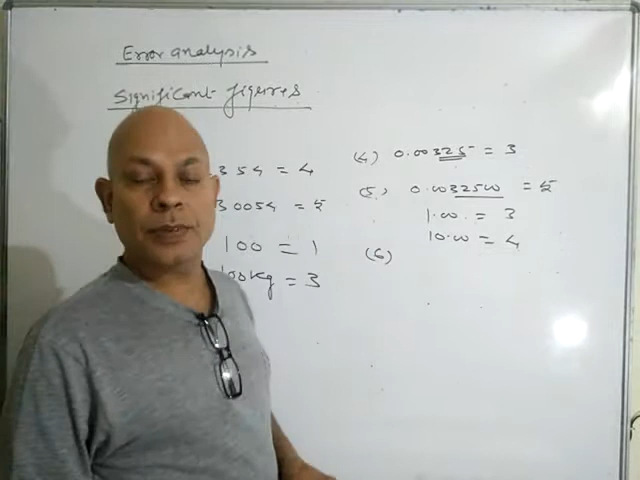 Error analysis
Significant figures
354 = 4
30054 = 5
100 = 1
100kg = 3
(4) 0.00325 = 3
(5) 0.0032500 = 5
1.00 = 3
10.00 = 4
(6)